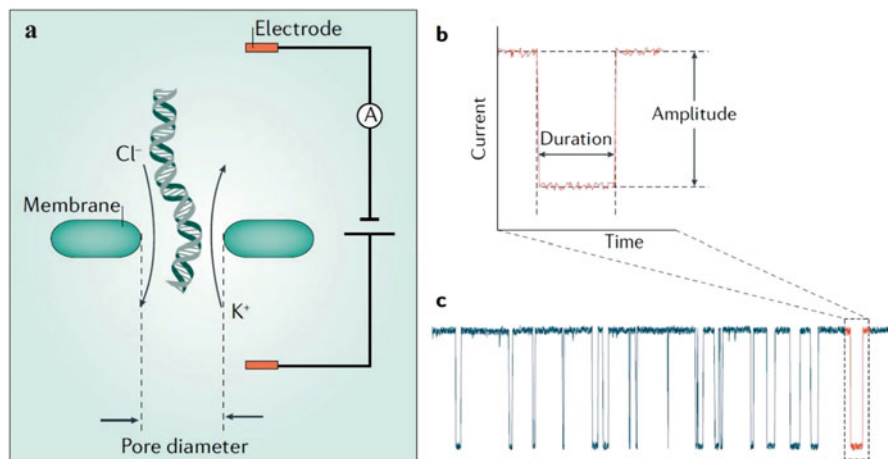 a
Electrode
A
Cl⁻
Membrane
K⁺
Pore diameter
b
Current
Duration
Amplitude
Time
c